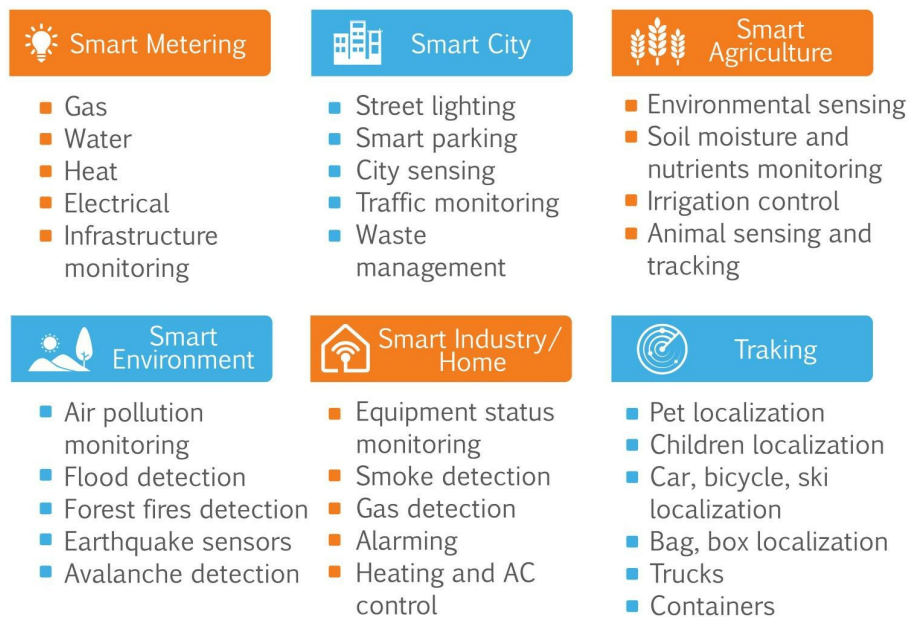 Smart Metering
Gas
Water
Heat
Electrical
Infrastructure
monitoring
Smart City
Street lighting
Smart parking
City sensing
Traffic monitoring
Waste
management
Smart
Agriculture
Environmental sensing
Soil moisture and
nutrients monitoring
Irrigation control
Animal sensing and
tracking
Smart
Environment
Air pollution
monitoring
Flood detection
Forest fires detection
Earthquake sensors
Avalanche detection
Smart Industry/
Home
Equipment status
monitoring
Smoke detection
Gas detection
Alarming
Heating and AC
control
Traking
Pet localization
Children localization
Car, bicycle, ski
localization
Bag, box localization
Trucks
Containers